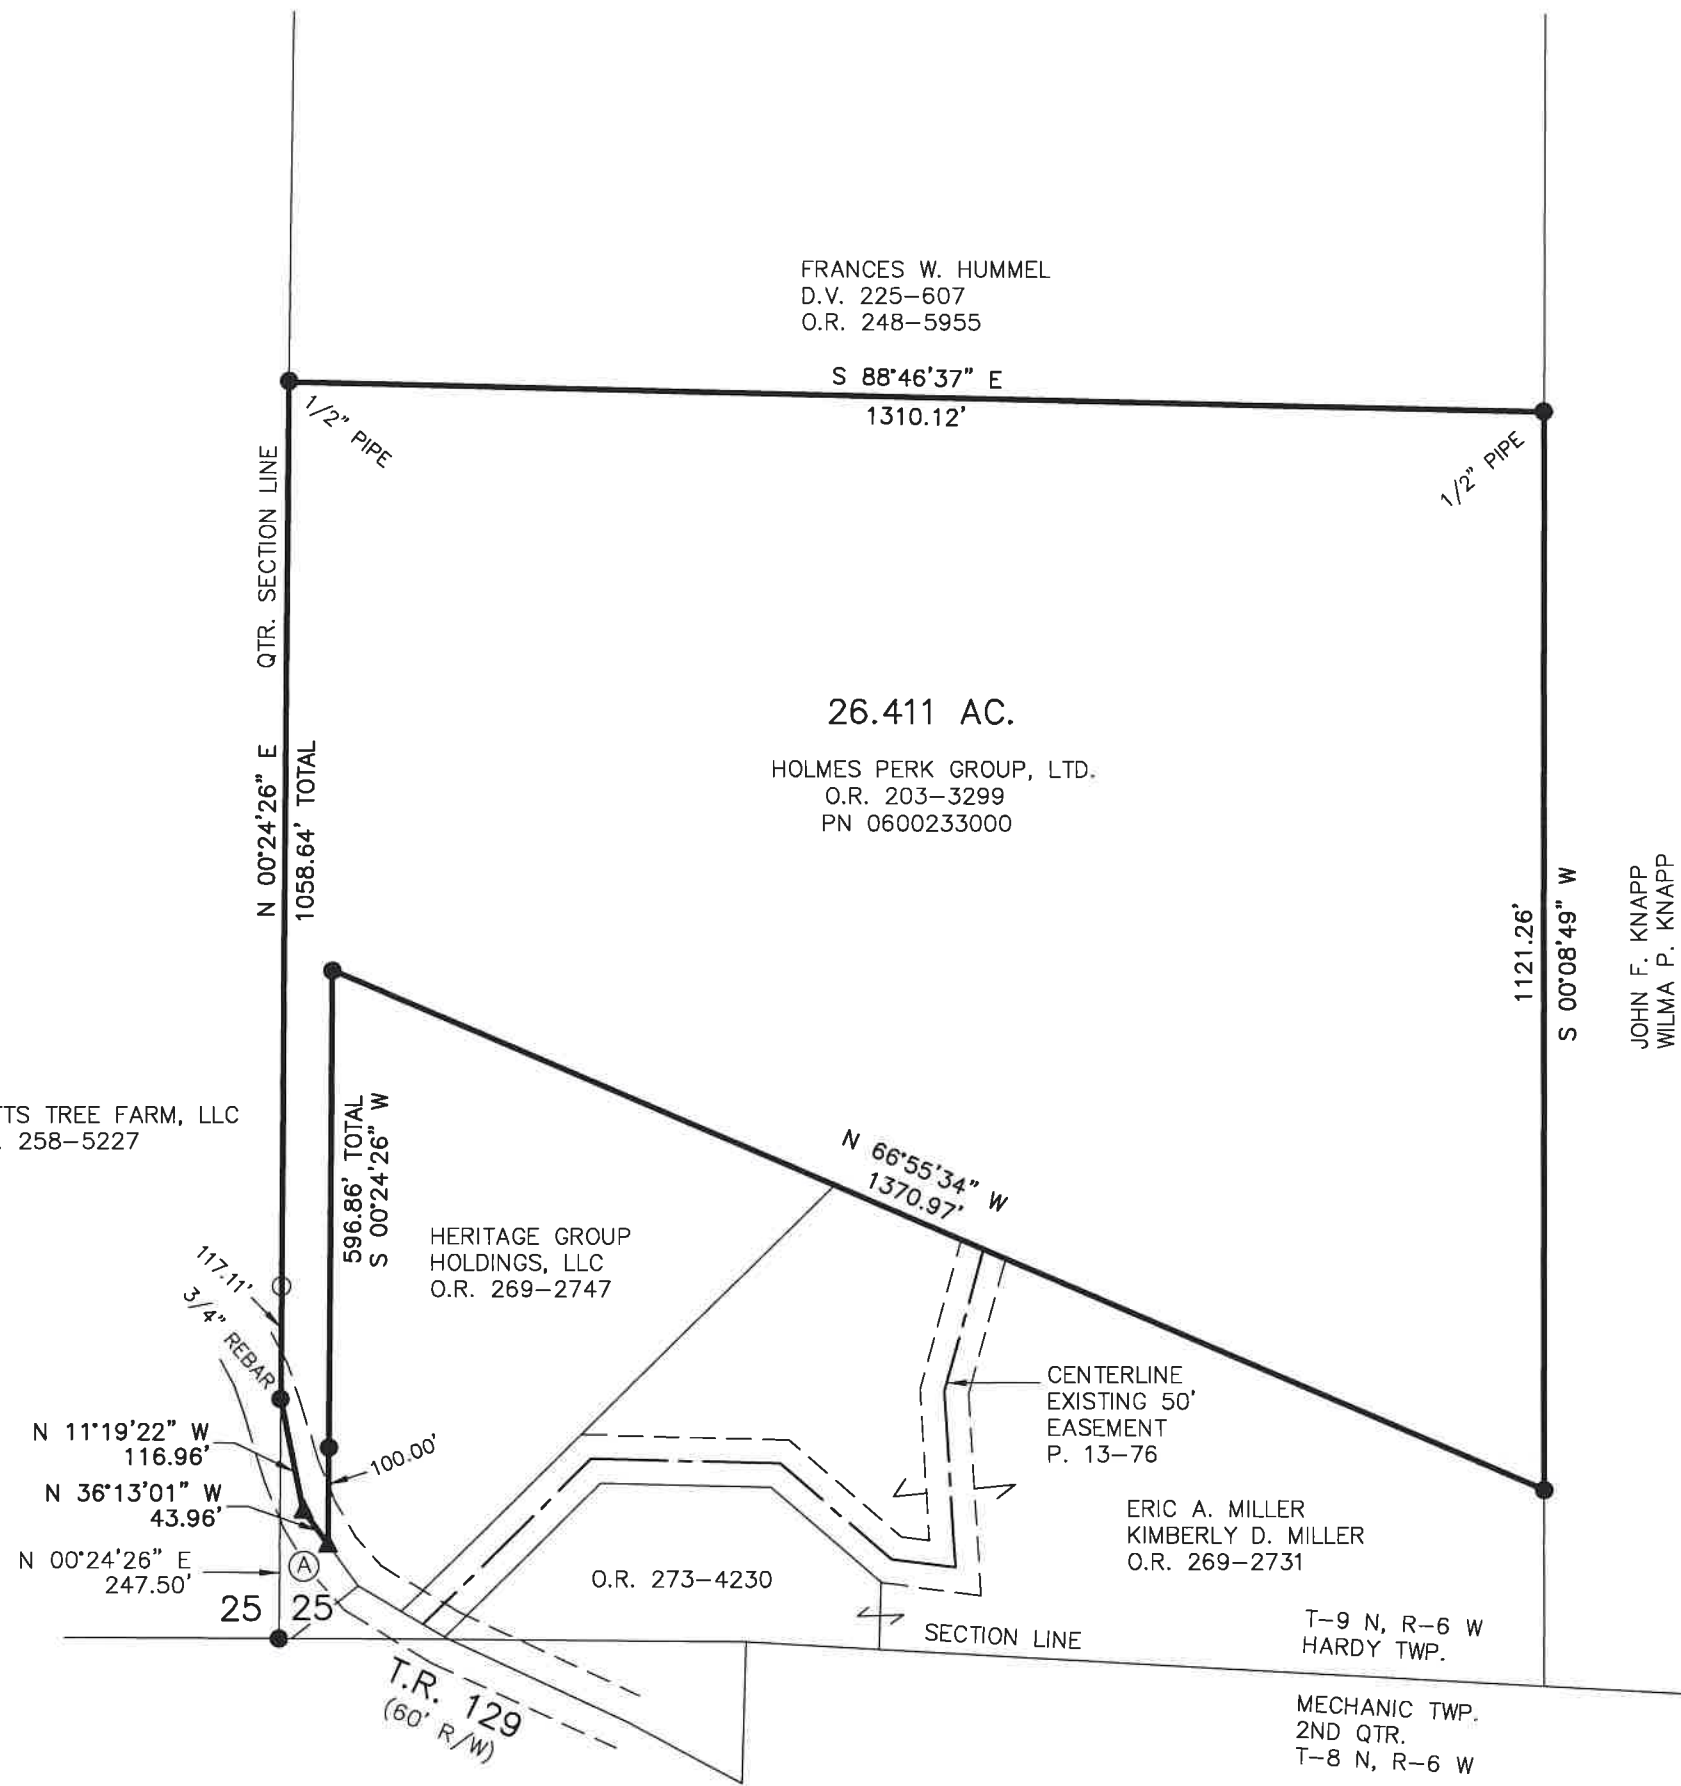 FRANCES W. HUMMEL
D.V. 225-607
O.R. 248-5955
S 88°46'37" E
1310.12'
1/2" PIPE
1/2" PIPE
QTR. SECTION LINE
N 00°24'26" E
1058.64' TOTAL
26.411 AC.
HOLMES PERK GROUP, LTD.
O.R. 203-3299
PN 0600233000
1121.26'
S 00°08'49" W
JOHN F. KNAPP
WILMA P. KNAPP
TREE FARM, LLC
258-5227
596.86' TOTAL
S 00°24'26" W
N 66°55'34" W
1370.97'
HERITAGE GROUP
HOLDINGS, LLC
O.R. 269-2747
117.11'
3/4" REBAR
CENTERLINE
EXISTING 50'
EASEMENT
P. 13-76
N 11°19'22" W
116.96'
100.00'
N 36°13'01" W
43.96'
ERIC A. MILLER
KIMBERLY D. MILLER
O.R. 269-2731
N 00°24'26" E
247.50'
A
O.R. 273-4230
25 25
SECTION LINE
T-9 N, R-6 W
HARDY TWP.
T.R. 129
(60' R/W)
MECHANIC TWP.
2ND QTR.
T-8 N, R-6 W